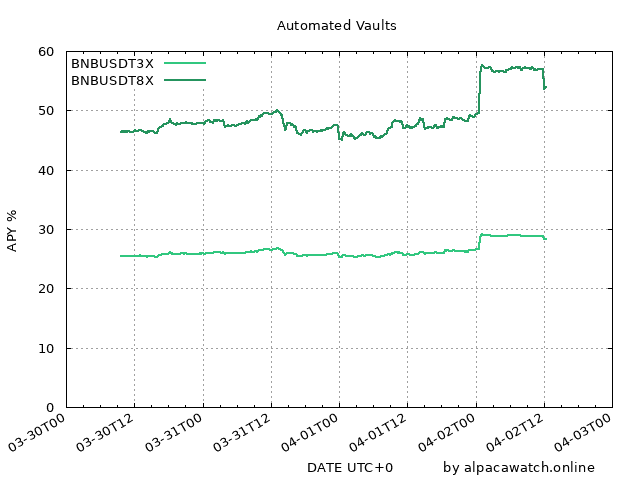 Automated Vaults
BNBUSDT3X
BNBUSDT8X
APY %
60
50
40
30
20
10
0
03-30T00
03-30T12
03-31T00
03-31T12
04-01T00
04-01T12
04-02T00
04-02T12
04-03T00
DATE UTC+0
by alpacawatch.online